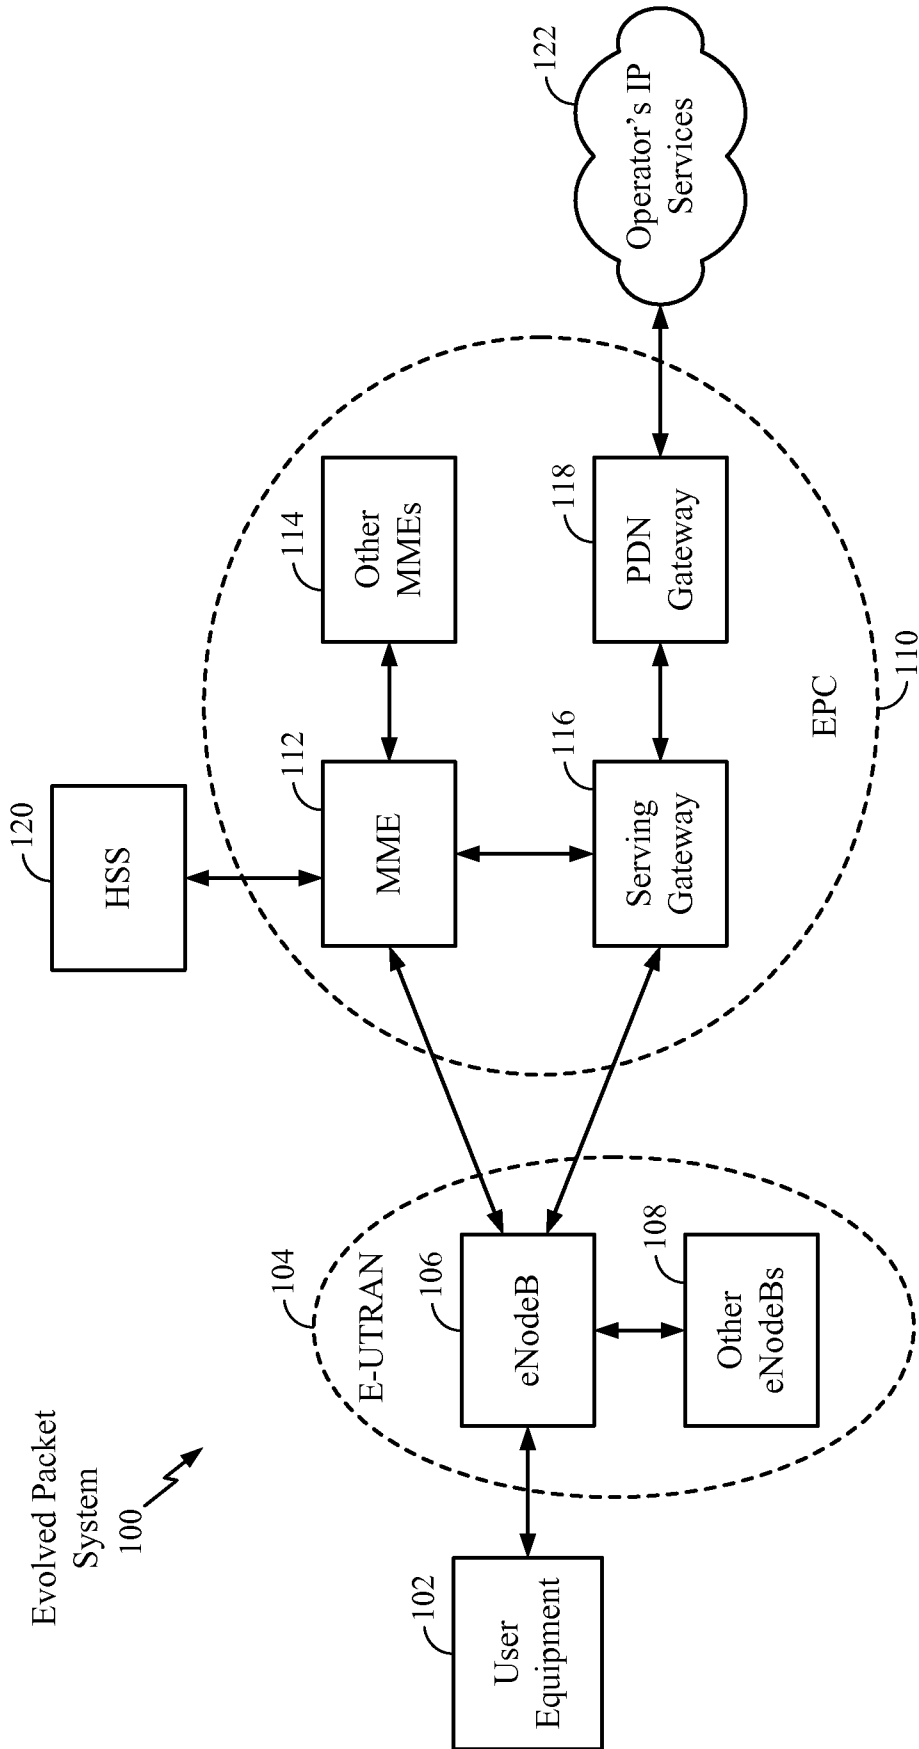 Evolved Packet
System
100
120
HSS
104
E-UTRAN
112
MME
114
Other
MMEs
122
Operator's IP
Services
102
User
Equipment
106
eNodeB
108
Other
eNodeBs
116
Serving
Gateway
118
PDN
Gateway
EPC
110